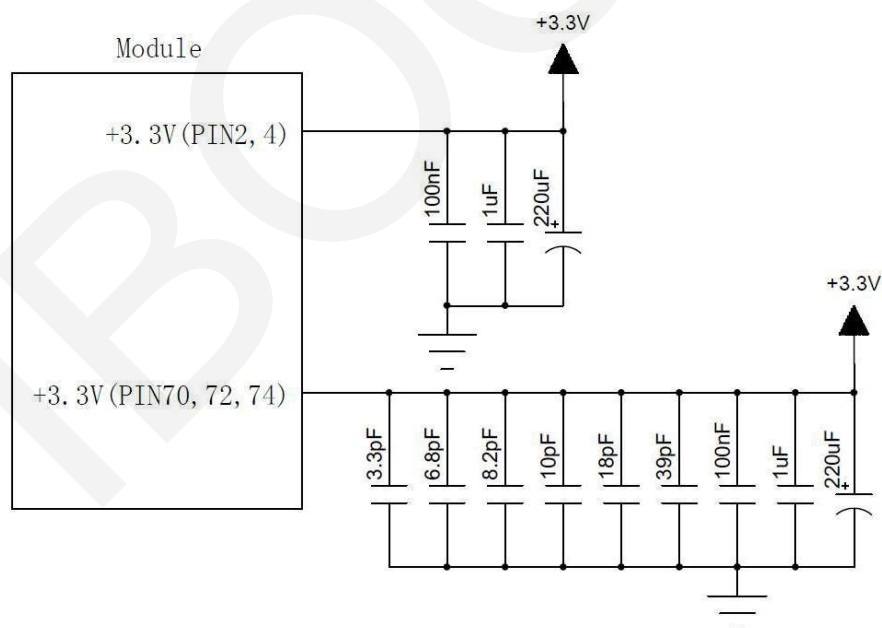 +3.3V
Module
+3.3V(PIN2,4)
100nF
1uF
220uF
+
+3.3V
+3.3V(PIN70,72,74)
3.3pF
6.8pF
8.2pF
10pF
18pF
39pF
100nF
1uF
220uF
+